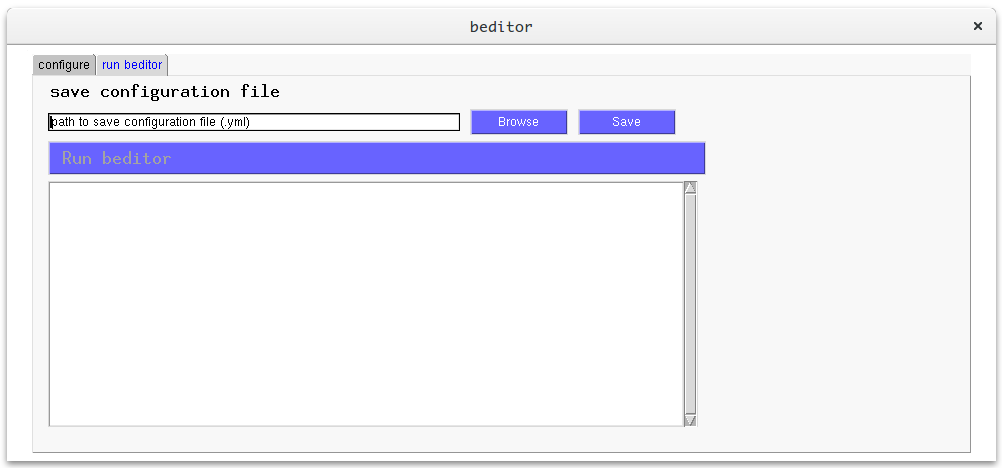 beditor
configure run beditor
save configuration file
path to save configuration file (.yml) Browse Save
Run beditor